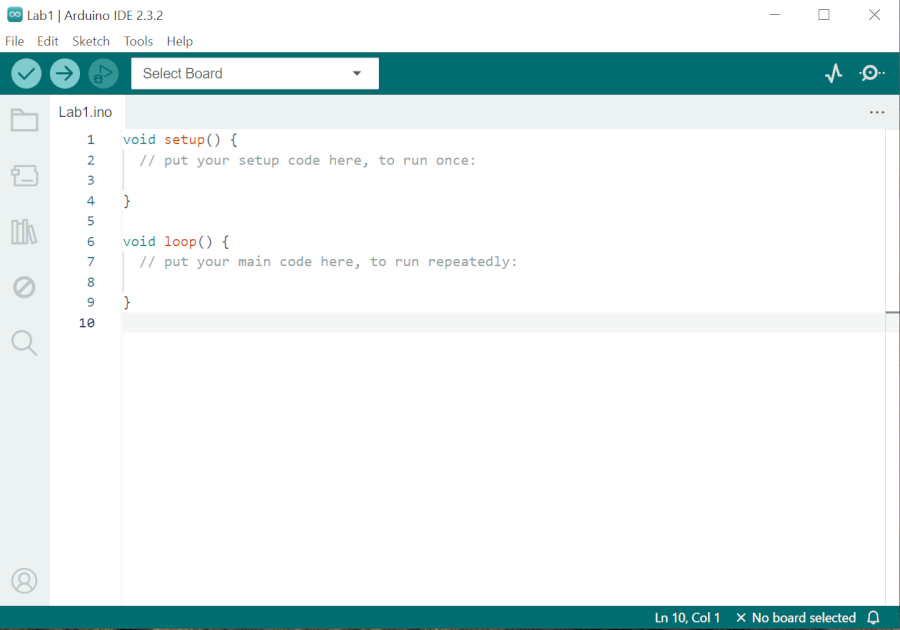 Lab1 | Arduino IDE 2.3.2
File Edit Sketch Tools Help
Select Board
Lab1.ino
1 void setup() {
2 // put your setup code here, to run once:
3
4 }
5
6 void loop() {
7 // put your main code here, to run repeatedly:
8
9 }
10
Ln 10, Col 1 × No board selected